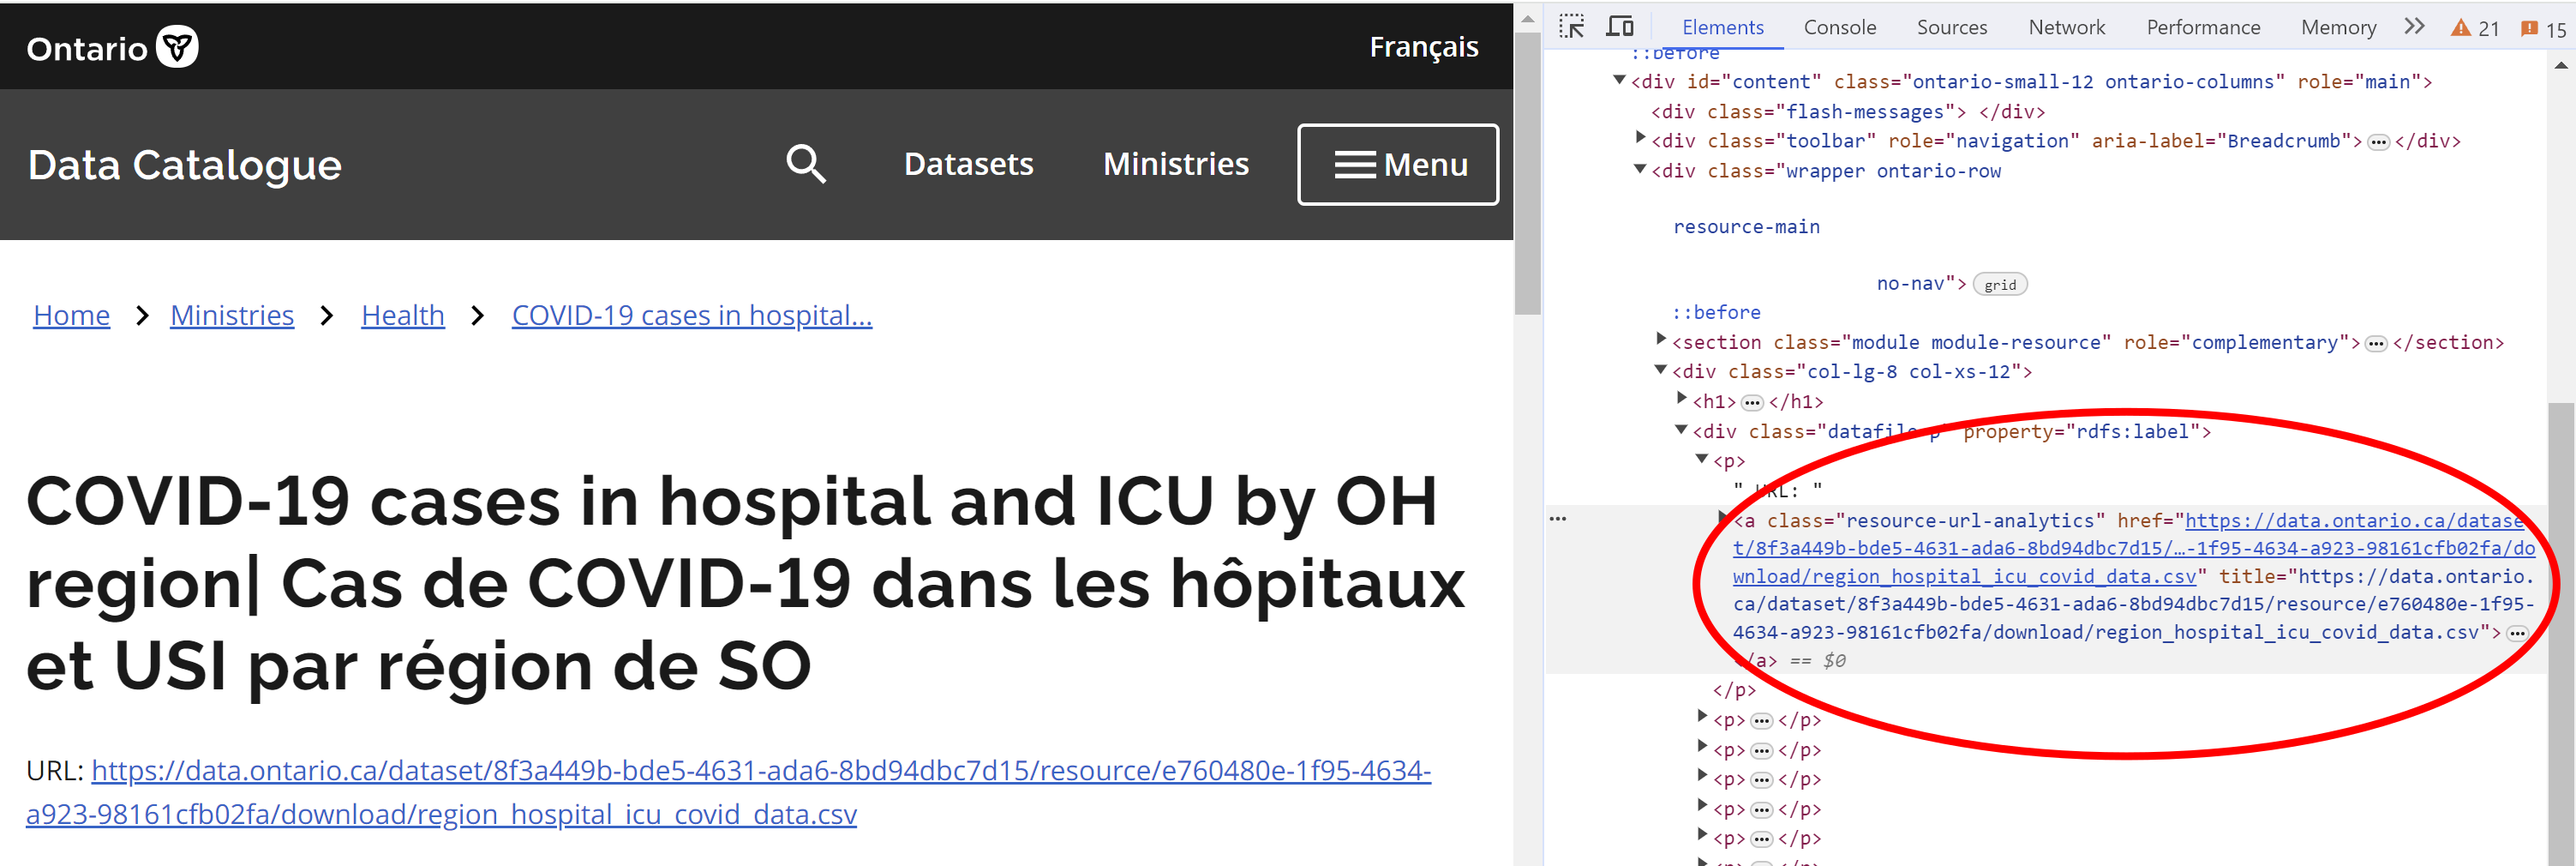 Ontario
Français
Data Catalogue
Datasets
Ministries
Menu
Home
Ministries
Health
COVID-19 cases in hospital...
COVID-19 cases in hospital and ICU by OH
region| Cas de COVID-19 dans les hôpitaux
et USI par région de SO
URL: https://data.ontario.ca/dataset/8f3a449b-bde5-4631-ada6-8bd94dbc7d15/resource/e760480e-1f95-4634-
a923-98161cfb02fa/download/region_hospital_icu_covid_data.csv
Elements Console Sources Network Performance Memory 21 15
::before
<div id="content" class="ontario-small-12 ontario-columns" role="main">
<div class="flash-messages"> </div>
<div class="toolbar" role="navigation" aria-label="Breadcrumb">…</div>
<div class="wrapper ontario-row
resource-main
no-nav"> grid
::before
<section class="module module-resource" role="complementary">…</section>
<div class="col-lg-8 col-xs-12">
<h1>…</h1>
<div class="datafile-p" property="rdfs:label">
<p>
" URL: "
<a class="resource-url-analytics" href="https://data.ontario.ca/datase
t/8f3a449b-bde5-4631-ada6-8bd94dbc7d15/…-1f95-4634-a923-98161cfb02fa/do
wnload/region_hospital_icu_covid_data.csv" title="https://data.ontario.
ca/dataset/8f3a449b-bde5-4631-ada6-8bd94dbc7d15/resource/e760480e-1f95-
4634-a923-98161cfb02fa/download/region_hospital_icu_covid_data.csv">…
</a> == $0
</p>
<p>…</p>
<p>…</p>
<p>…</p>
<p>…</p>
<p>…</p>